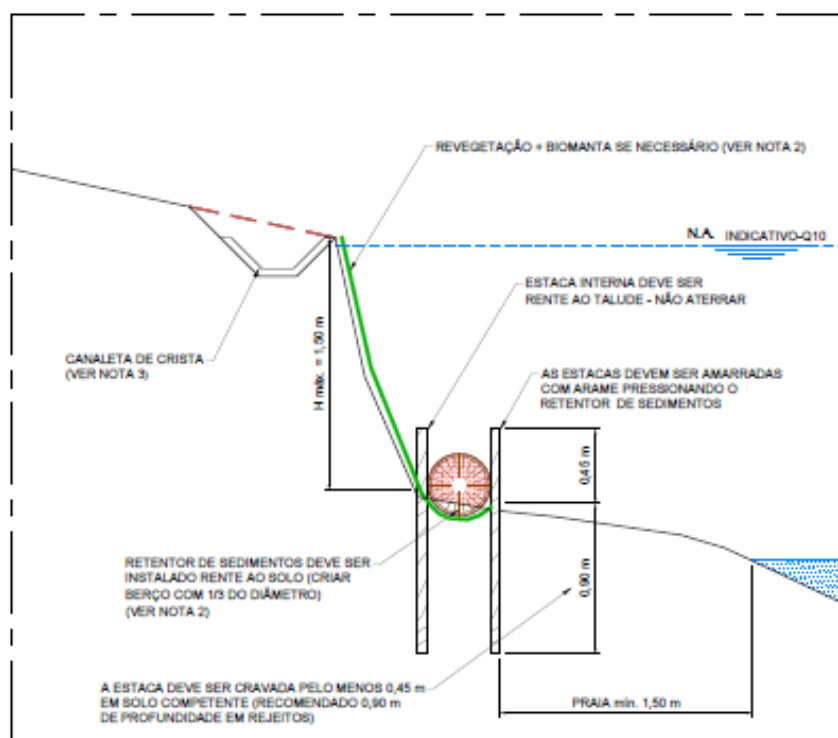 REVEGETAÇÃO + BIOMANTA SE NECESSÁRIO (VER NOTA 2)
N.A. INDICATIVO-Q10
ESTACA INTERNA DEVE SER
RENTE AO TALUDE - NÃO ATERRAR
CANALETA DE CRISTA
(VER NOTA 3)
H máx. = 1,50 m
AS ESTACAS DEVEM SER AMARRADAS
COM ARAME PRESSIONANDO O
RETENTOR DE SEDIMENTOS
0,45 m
RETENTOR DE SEDIMENTOS DEVE SER
INSTALADO RENTE AO SOLO (CRIAR
BERÇO COM 1/3 DO DIÂMETRO)
(VER NOTA 2)
0,90 m
A ESTACA DEVE SER CRAVADA PELO MENOS 0,45 m
EM SOLO COMPETENTE (RECOMENDADO 0,90 m
DE PROFUNDIDADE EM REJEITOS)
PRAIA mín. 1,50 m